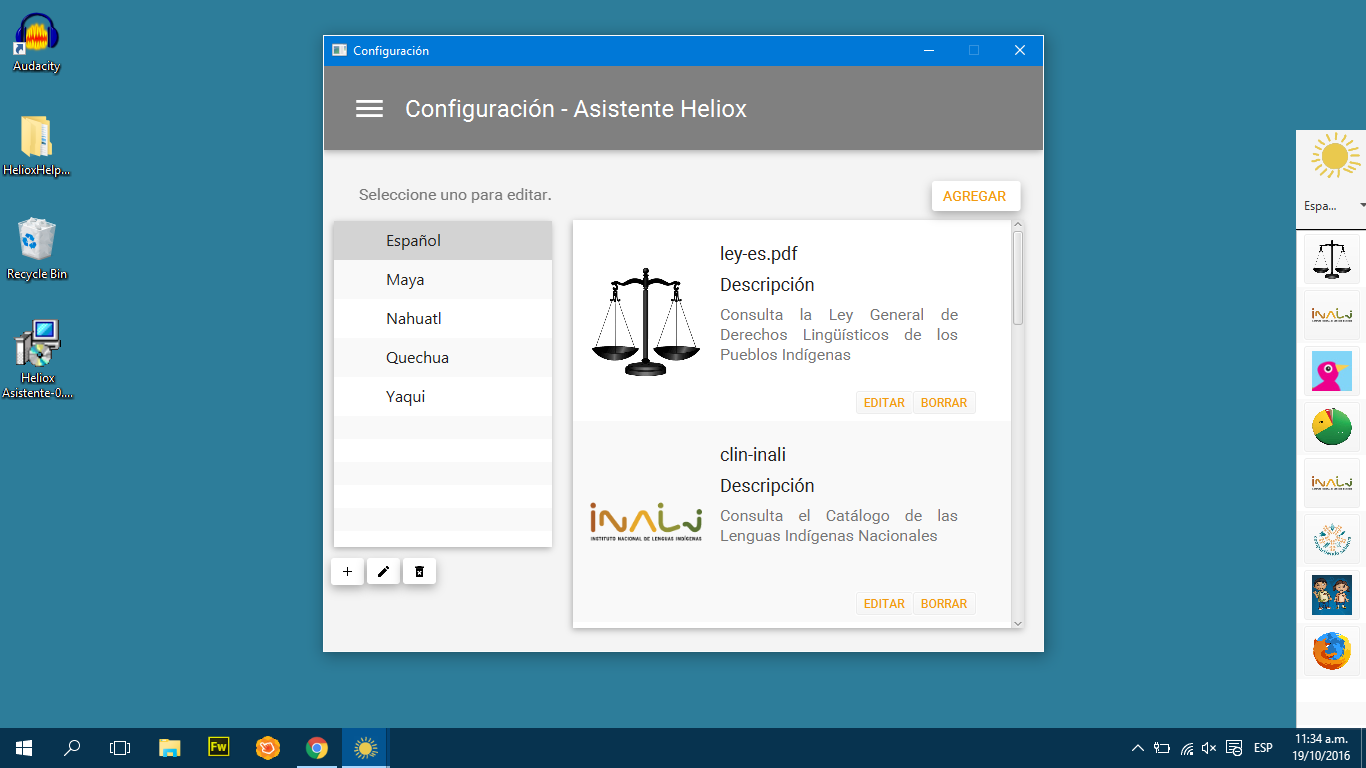 Audacity
HelioxHelp...
Recycle Bin
Heliox
Asistente-0....
Configuración
Configuración - Asistente Heliox
Seleccione uno para editar.
AGREGAR
Español
Maya
Nahuatl
Quechua
Yaqui
ley-es.pdf
Descripción
Consulta la Ley General de
Derechos Lingüísticos de los
Pueblos Indígenas
EDITAR BORRAR
INALI
INSTITUTO NACIONAL DE LENGUAS INDÍGENAS
clin-inali
Descripción
Consulta el Catálogo de las
Lenguas Indígenas Nacionales
EDITAR BORRAR
Espa...
INALI
INALI
Fw
ESP
11:34 a.m.
19/10/2016